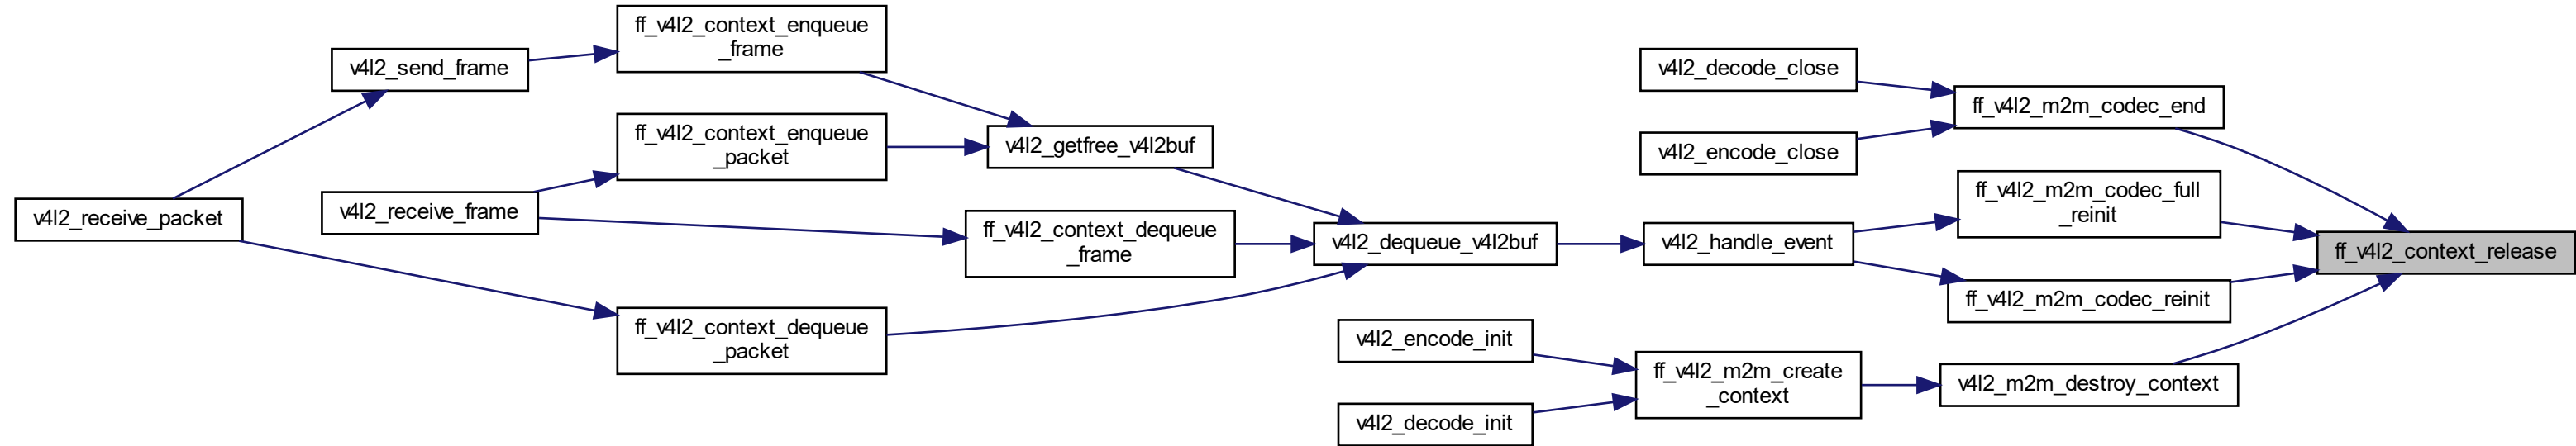 ff_v4l2_context_enqueue
_frame
v4l2_send_frame
v4l2_decode_close
ff_v4l2_m2m_codec_end
ff_v4l2_context_enqueue
_packet
v4l2_getfree_v4l2buf
v4l2_encode_close
v4l2_receive_packet
v4l2_receive_frame
ff_v4l2_m2m_codec_full
_reinit
ff_v4l2_context_dequeue
_frame
v4l2_dequeue_v4l2buf
v4l2_handle_event
ff_v4l2_context_release
ff_v4l2_m2m_codec_reinit
ff_v4l2_context_dequeue
_packet
v4l2_encode_init
ff_v4l2_m2m_create
_context
v4l2_m2m_destroy_context
v4l2_decode_init